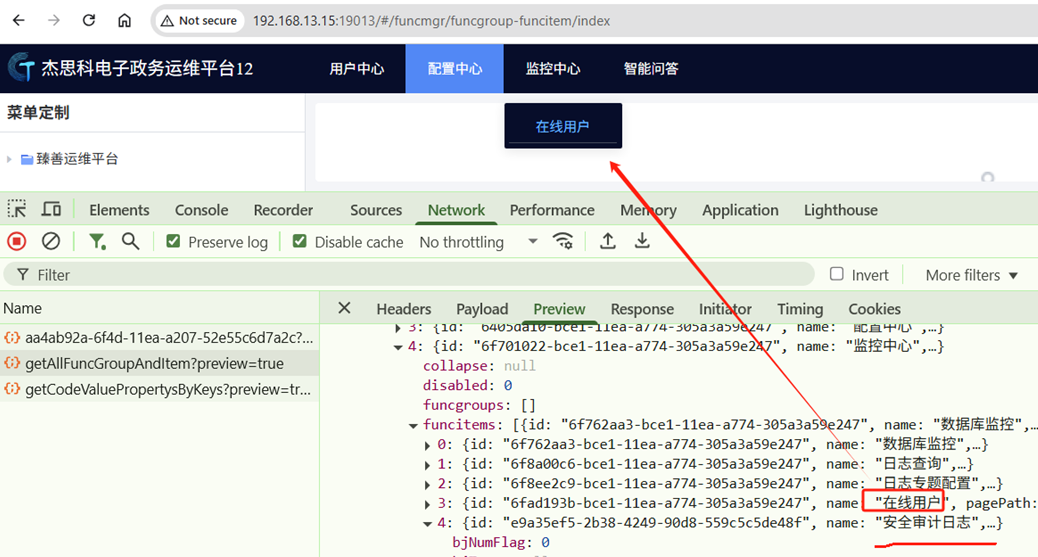 Not secure 192.168.13.15:19013/#/funcmgr/funcgroup-funcitem/index
杰思科电子政务运维平台12 用户中心 配置中心 监控中心 智能问答
菜单定制
在线用户
臻善运维平台
Elements Console Recorder Sources Network Performance Memory Application Lighthouse
Preserve log Disable cache No throttling
Filter Invert More filters
Name Headers Payload Preview Response Initiator Timing Cookies
3: {id: "6405da10-bce1-11ea-a774-305a3a59e247", name: "配置中心",…}
aa4ab92a-6f4d-11ea-a207-52e55c6d7a2c?...
4: {id: "6f701022-bce1-11ea-a774-305a3a59e247", name: "监控中心",…}
getAllFuncGroupAndItem?preview=true
collapse: null
getCodeValuePropertysByKeys?preview=tr...
disabled: 0
funcgroups: []
funcitems: [{id: "6f762aa3-bce1-11ea-a774-305a3a59e247", name: "数据库监控",…
0: {id: "6f762aa3-bce1-11ea-a774-305a3a59e247", name: "数据库监控",…}
1: {id: "6f8a00c6-bce1-11ea-a774-305a3a59e247", name: "日志查询",…}
2: {id: "6f8ee2c9-bce1-11ea-a774-305a3a59e247", name: "日志专题配置",…}
3: {id: "6fad193b-bce1-11ea-a774-305a3a59e247", name: "在线用户", pagePath:
4: {id: "e9a35ef5-2b38-4249-90d8-559c5c5de48f", name: "安全审计日志",…}
bjNumFlag: 0